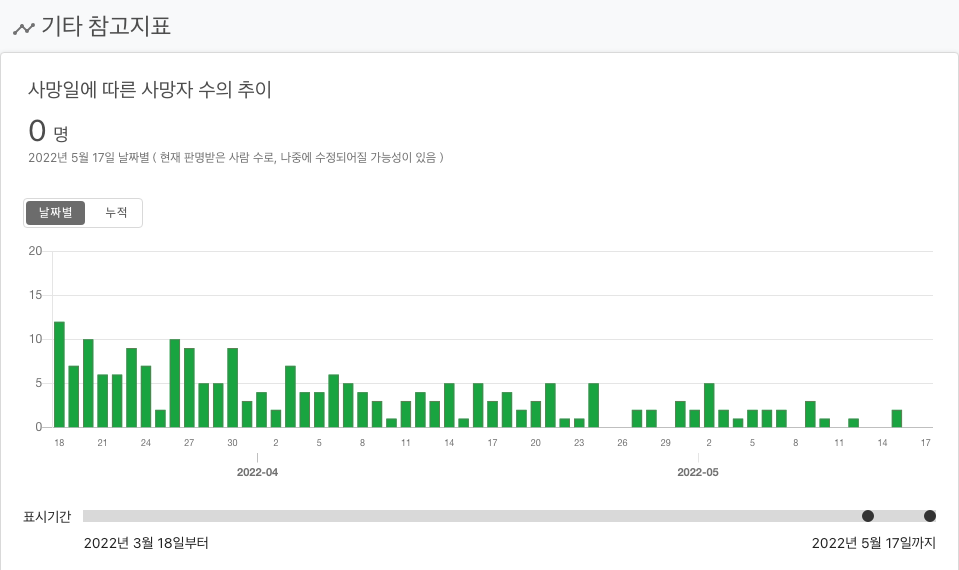 기타 참고지표
사망일에 따른 사망자 수의 추이
0 명
2022년 5월 17일 날짜별 ( 현재 판명받은 사람 수로, 나중에 수정되어질 가능성이 있음 )
날짜별 누적
20
15
10
5
0
18 21 24 27 30 2 5 8 11 14 17 20 23 26 29 2 5 8 11 14 17
2022-04 2022-05
표시기간
2022년 3월 18일부터 2022년 5월 17일까지